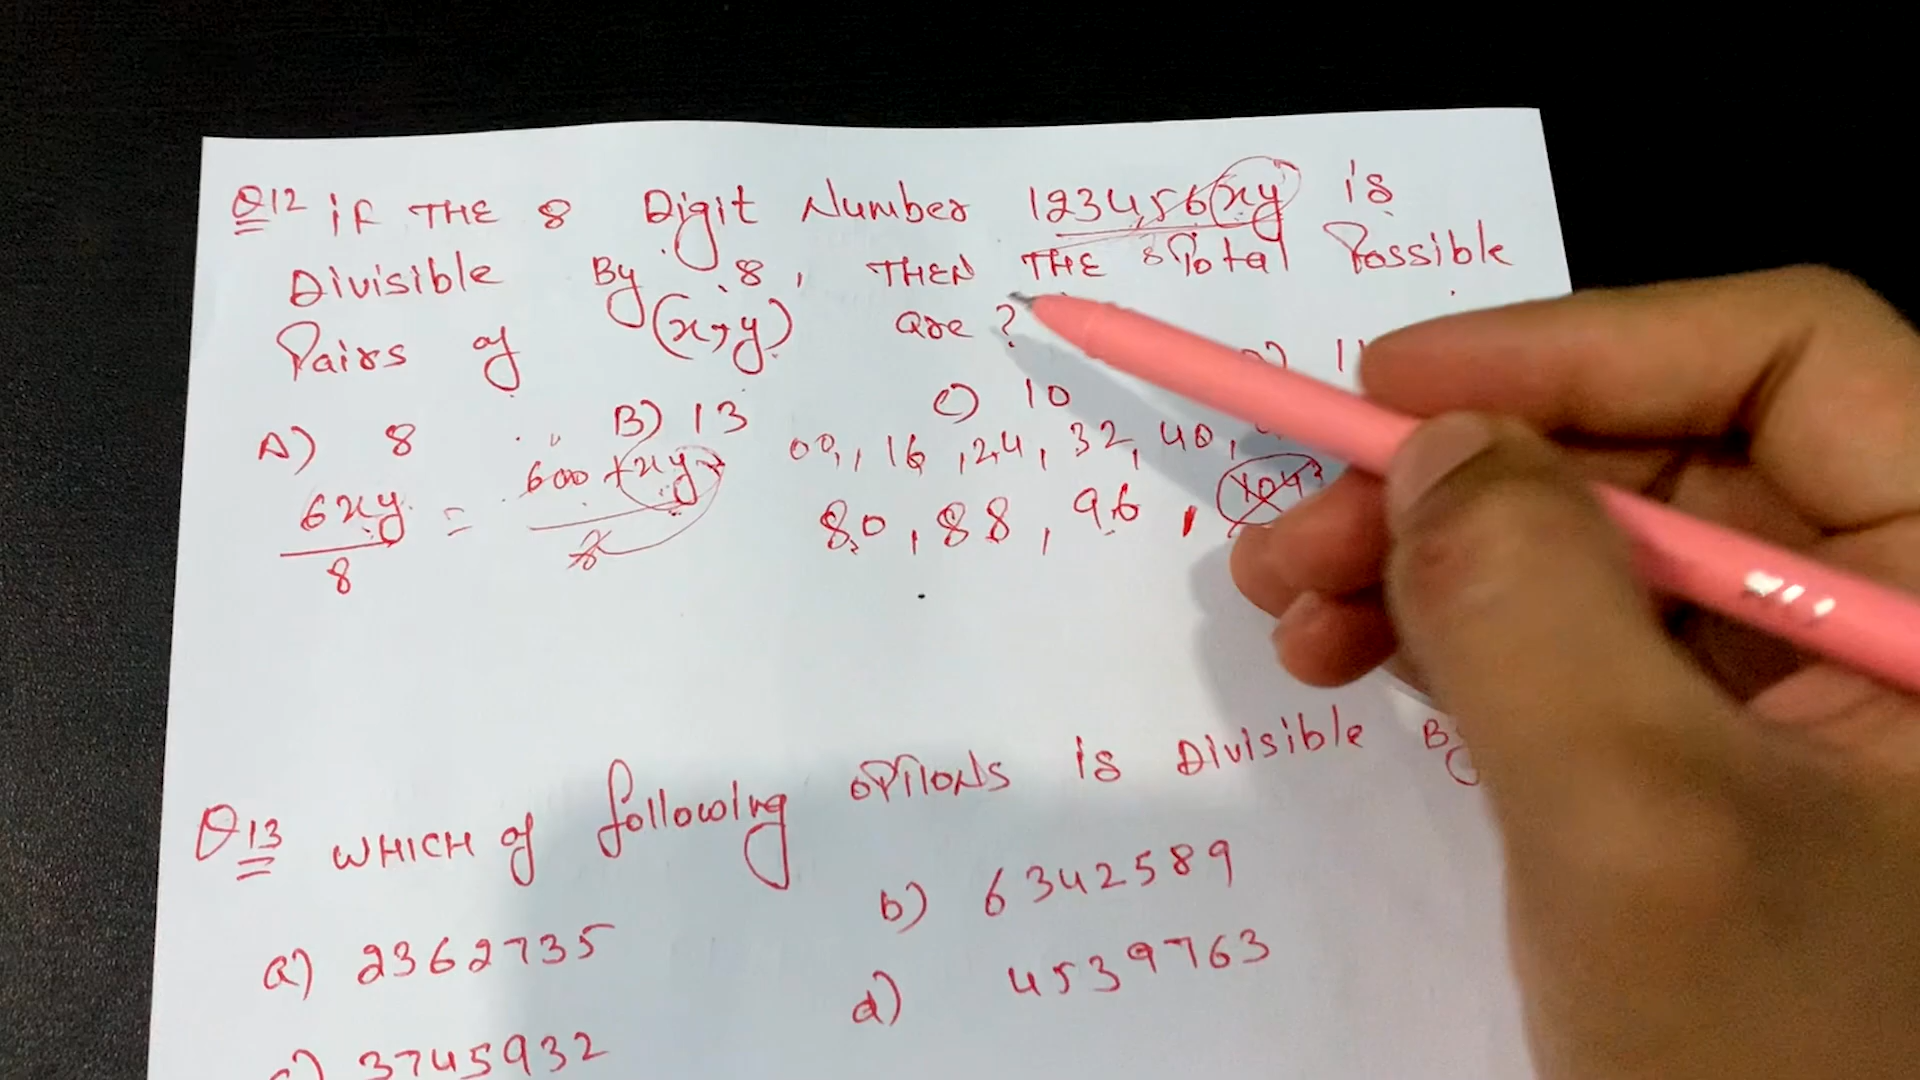 Q12 iF THE 8 Digit Number 123456xy is
Divisible By 8, THEN THE Total Possible
Pairs of (x,y) are?
A) 8 B) 13 c) 10
6xy/8 = 600+xy/8
00, 16, 24, 32, 40,
80, 88, 96, 104
Q13 WHICH of following OPTIONS is Divisible
a) 2362735 b) 6342589
d) 4539763
3745932